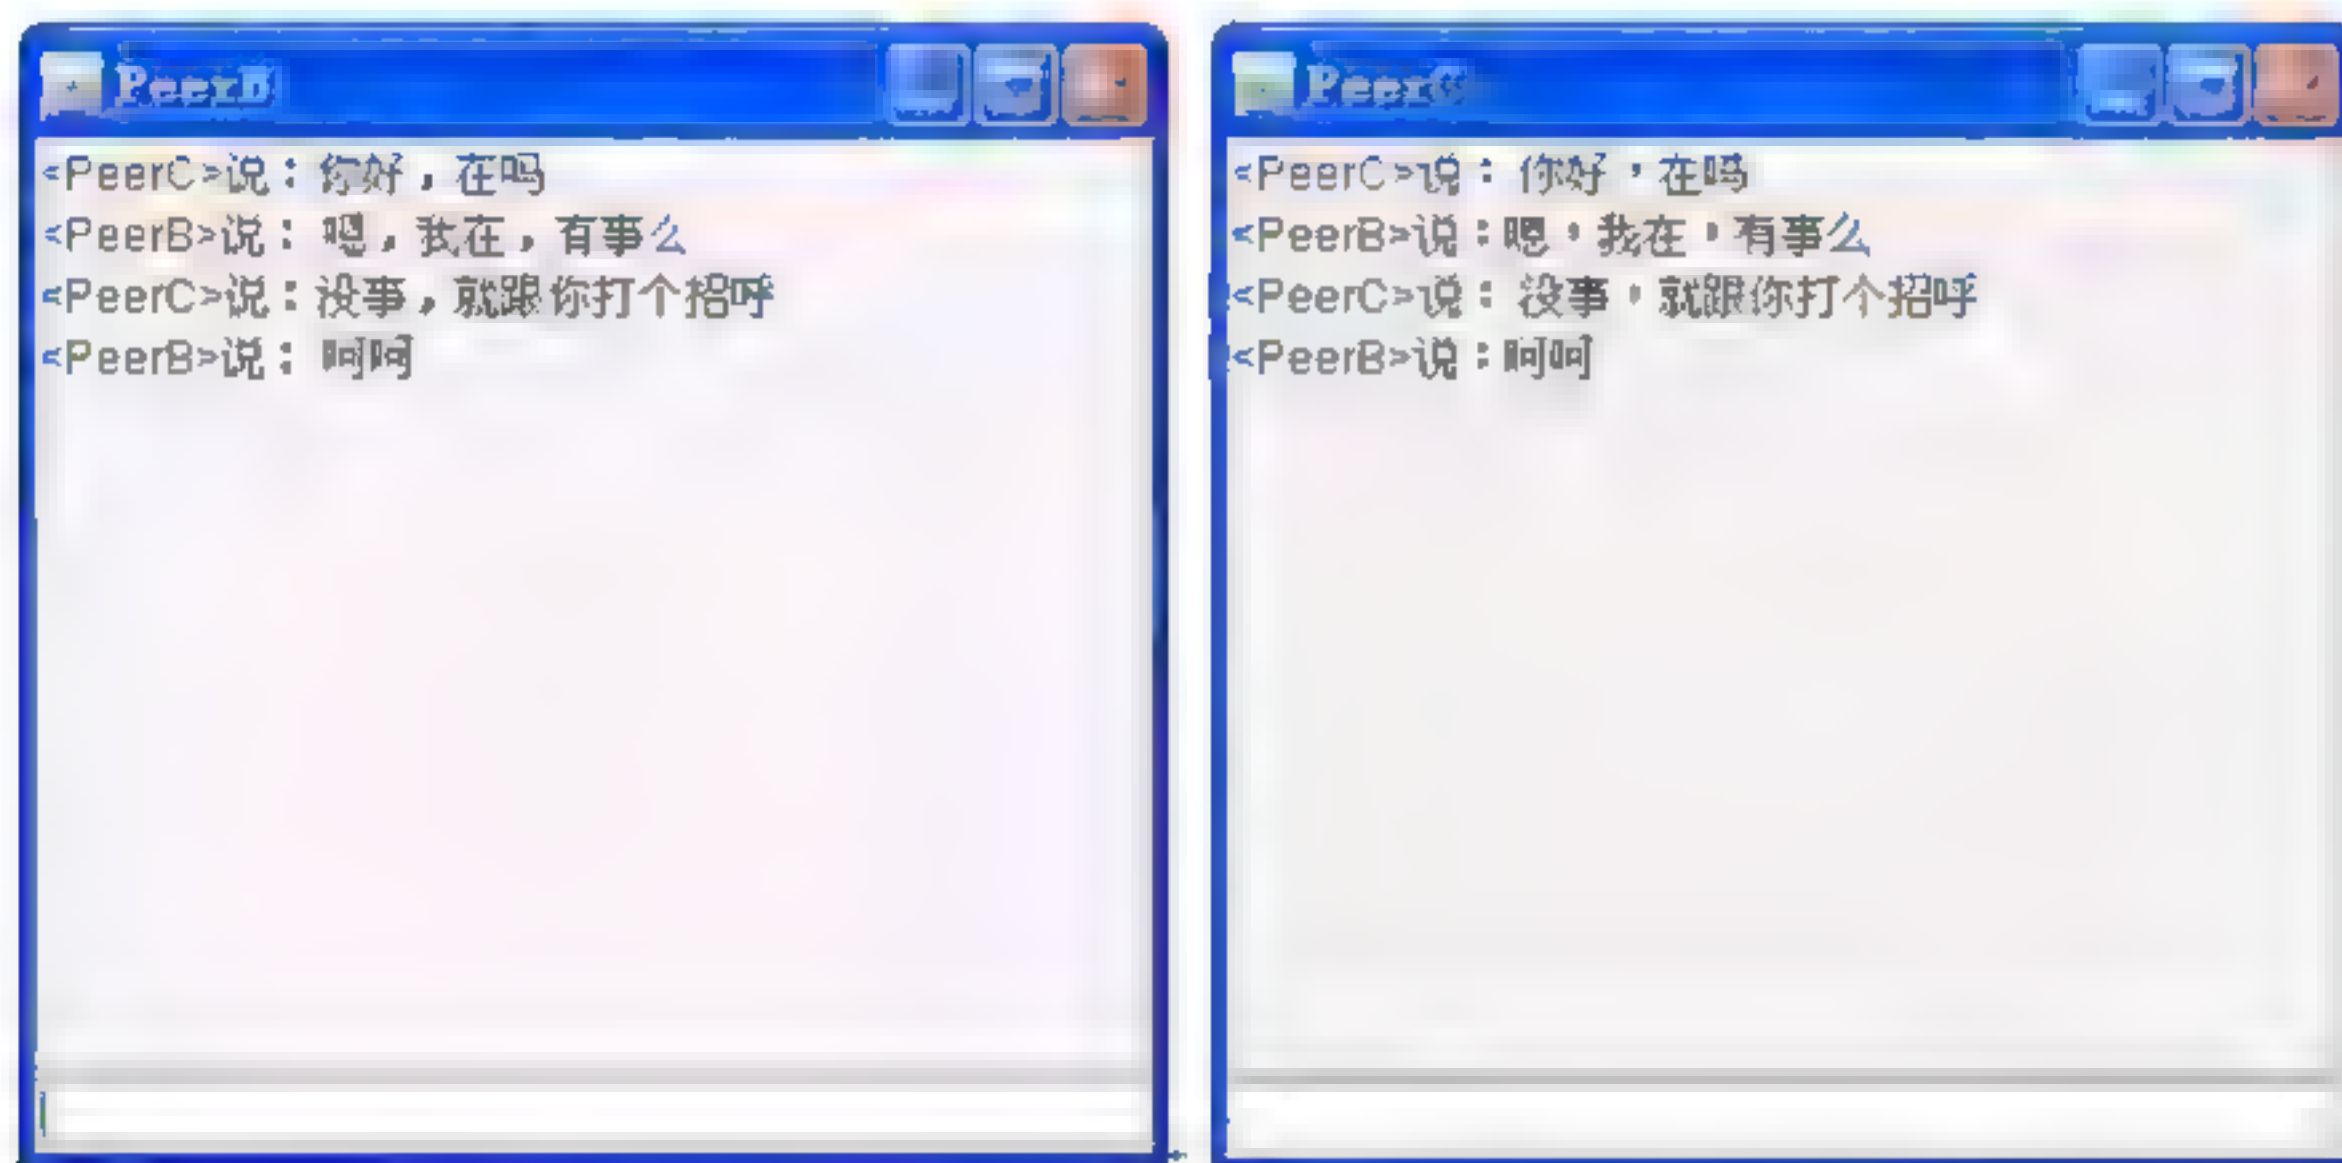 PeerB
<PeerC>说：你好，在吗
<PeerB>说：嗯，我在，有事么
<PeerC>说：没事，就跟你打个招呼
<PeerB>说：呵呵
PeerC
<PeerC>说：你好，在吗
<PeerB>说：嗯，我在，有事么
<PeerC>说：没事，就跟你打个招呼
<PeerB>说：呵呵